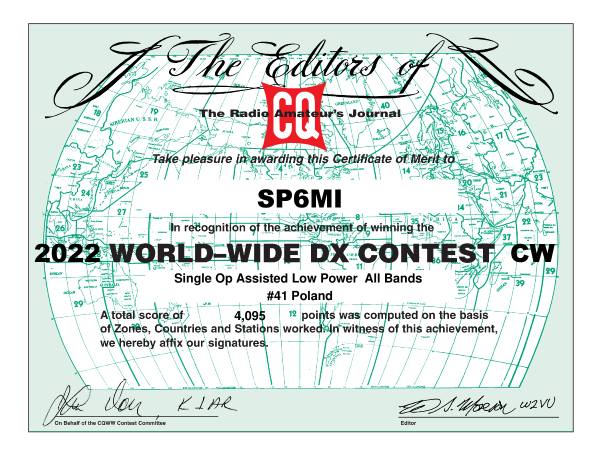 The Editors of
CQ
The Radio Amateur's Journal
Take pleasure in awarding this Certificate of Merit to
SP6MI
In recognition of the achievement of winning the
2022 WORLD–WIDE DX CONTEST CW
Single Op Assisted Low Power All Bands
#41 Poland
A total score of 4,095 points was computed on the basis
of Zones, Countries and Stations worked. In witness of this achievement,
we hereby affix our signatures.
K1AR
W2VU
On Behalf of the CQWW Contest Committee
Editor